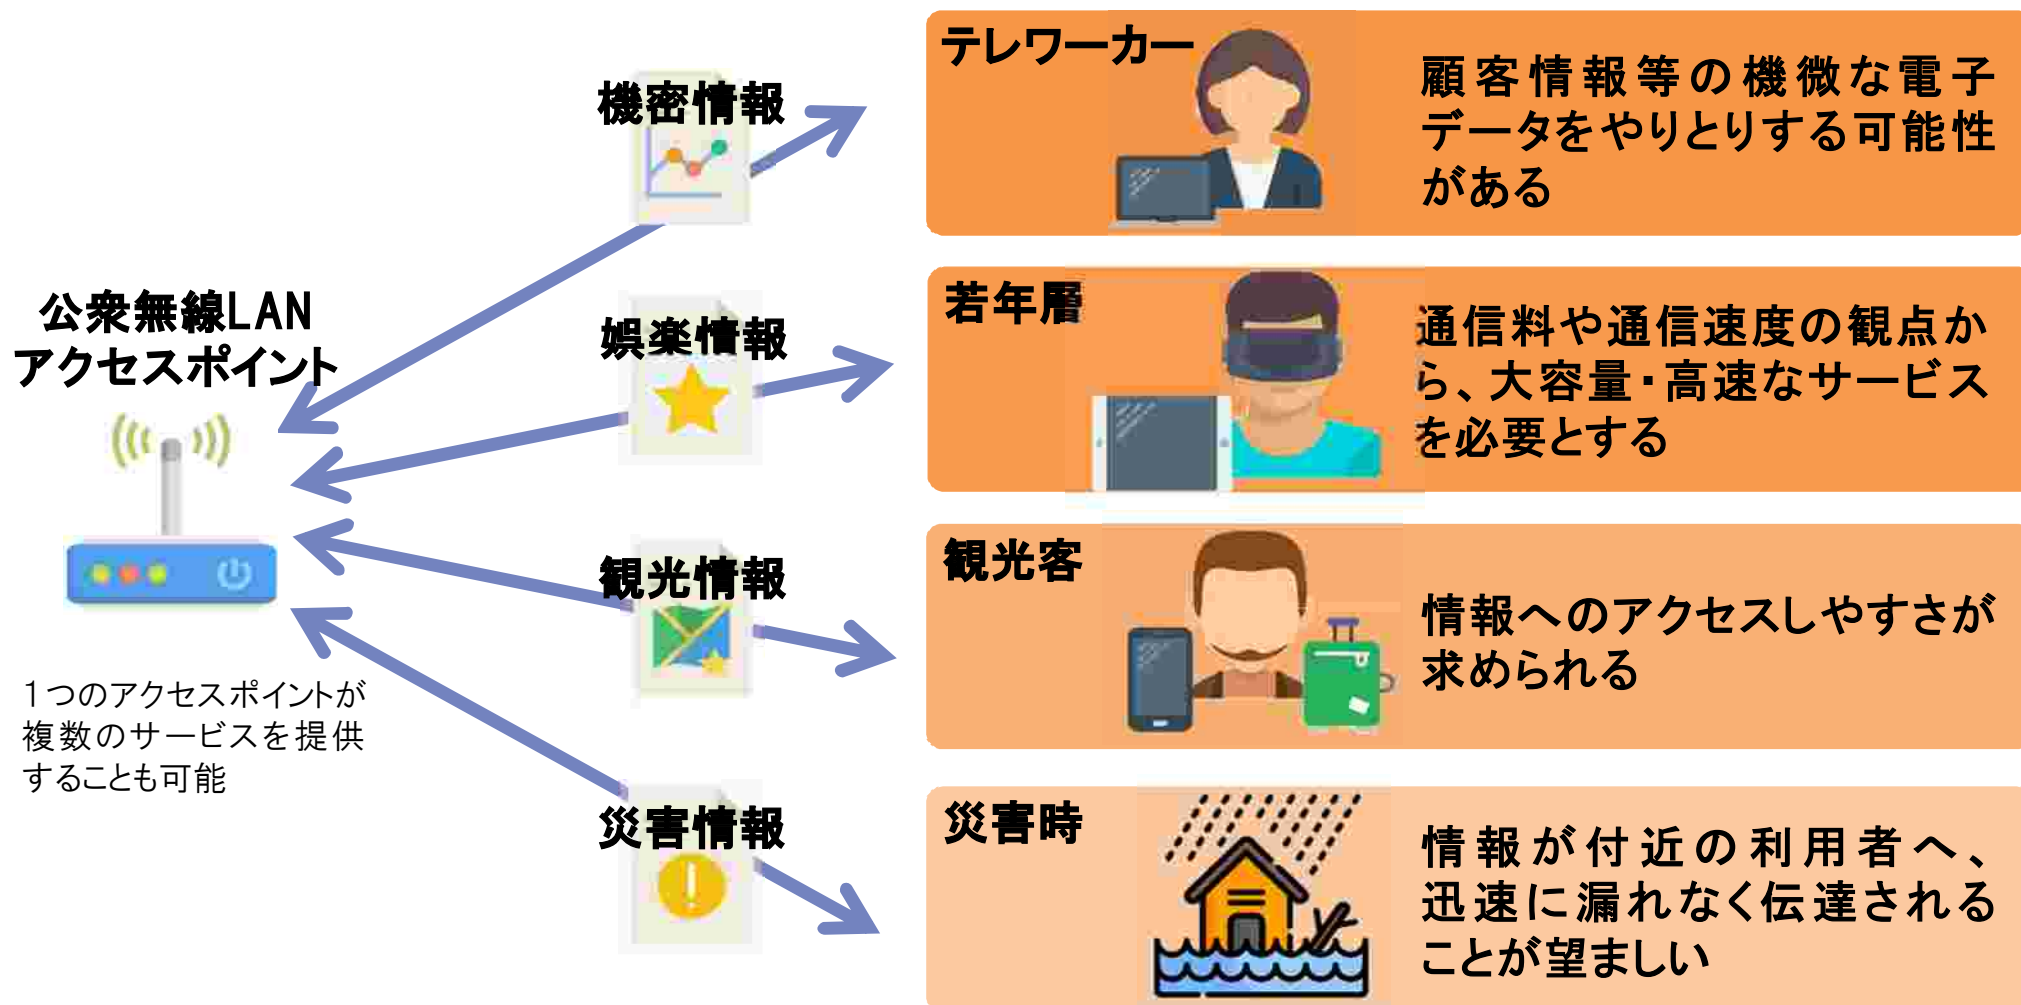 公衆無線LAN
アクセスポイント
1つのアクセスポイントが
複数のサービスを提供
することも可能
機密情報
娯楽情報
観光情報
災害情報
テレワーカー
顧客情報等の機微な電子
データをやりとりする可能性
がある
若年層
通信料や通信速度の観点か
ら、大容量・高速なサービス
を必要とする
観光客
情報へのアクセスしやすさが
求められる
災害時
情報が付近の利用者へ、
迅速に漏れなく伝達される
ことが望ましい